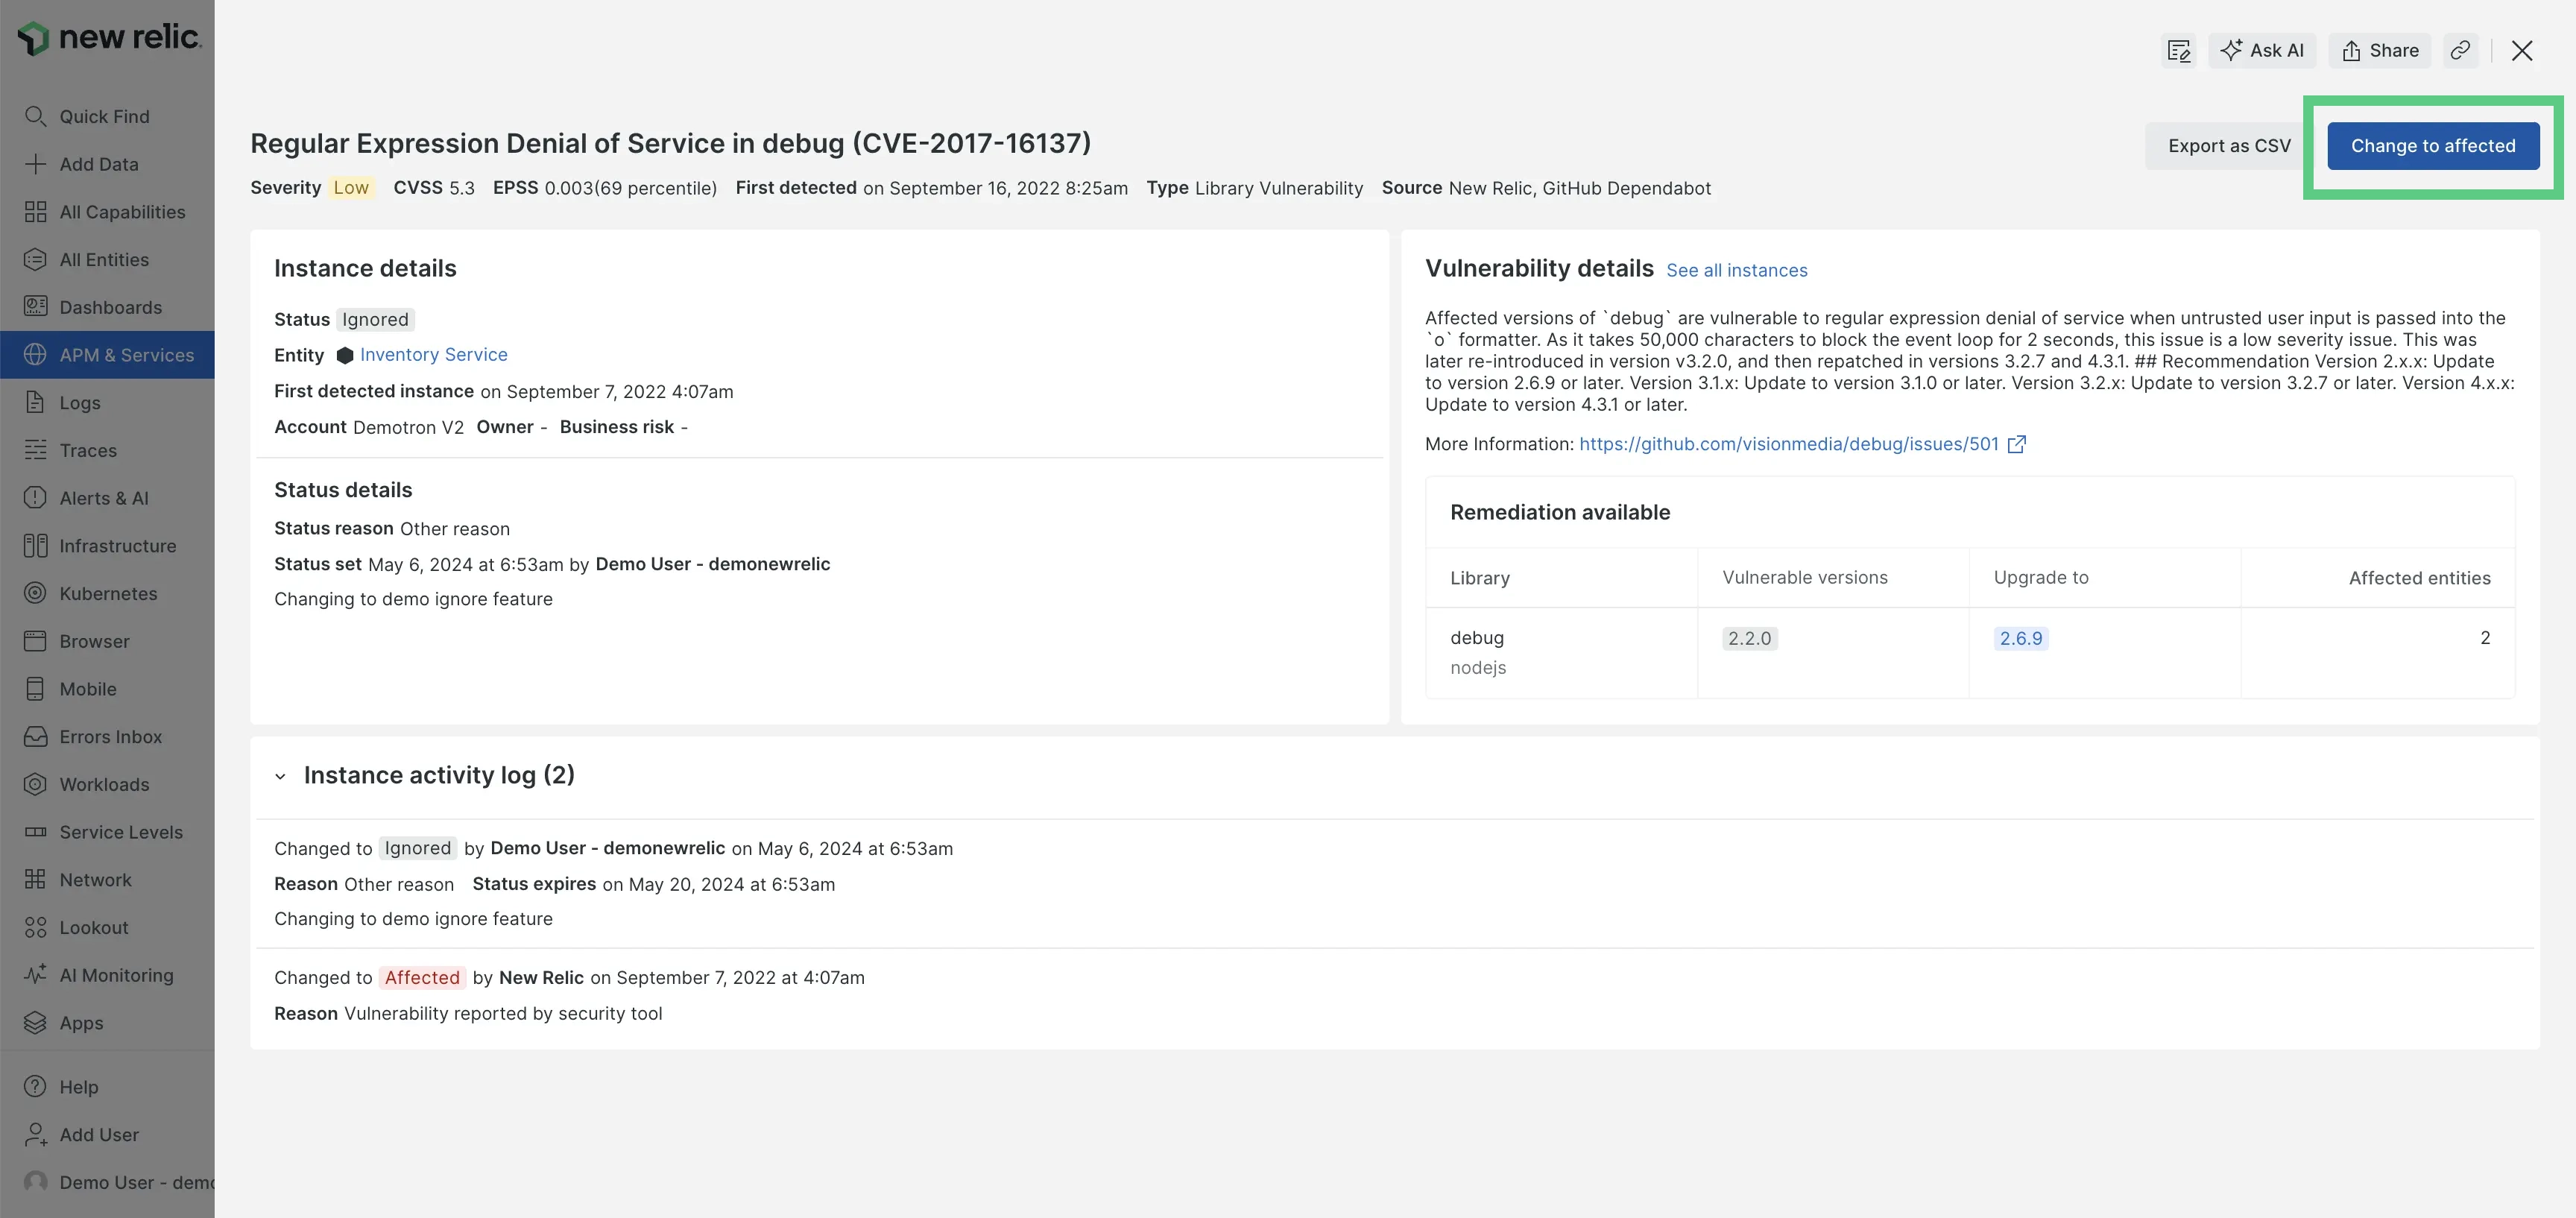 new relic.
Quick Find
Add Data
All Capabilities
All Entities
Dashboards
APM & Services
Logs
Traces
Alerts & AI
Infrastructure
Kubernetes
Browser
Mobile
Errors Inbox
Workloads
Service Levels
Network
Lookout
AI Monitoring
Apps
Help
Add User
Demo User - demo
Ask AI
Share
Regular Expression Denial of Service in debug (CVE-2017-16137)
Export as CSV
Change to affected
Severity Low CVSS 5.3 EPSS 0.003(69 percentile) First detected on September 16, 2022 8:25am Type Library Vulnerability Source New Relic, GitHub Dependabot
Instance details
Status Ignored
Entity Inventory Service
First detected instance on September 7, 2022 4:07am
Account Demotron V2 Owner - Business risk -
Status details
Status reason Other reason
Status set May 6, 2024 at 6:53am by Demo User - demonewrelic
Changing to demo ignore feature
Vulnerability details See all instances
Affected versions of `debug` are vulnerable to regular expression denial of service when untrusted user input is passed into the
`o` formatter. As it takes 50,000 characters to block the event loop for 2 seconds, this issue is a low severity issue. This was
later re-introduced in version v3.2.0, and then repatched in versions 3.2.7 and 4.3.1. ## Recommendation Version 2.x.x: Update
to version 2.6.9 or later. Version 3.1.x: Update to version 3.1.0 or later. Version 3.2.x: Update to version 3.2.7 or later. Version 4.x.x:
Update to version 4.3.1 or later.
More Information: https://github.com/visionmedia/debug/issues/501
Remediation available
Library Vulnerable versions Upgrade to Affected entities
debug 2.2.0 2.6.9 2
nodejs
Instance activity log (2)
Changed to Ignored by Demo User - demonewrelic on May 6, 2024 at 6:53am
Reason Other reason Status expires on May 20, 2024 at 6:53am
Changing to demo ignore feature
Changed to Affected by New Relic on September 7, 2022 at 4:07am
Reason Vulnerability reported by security tool